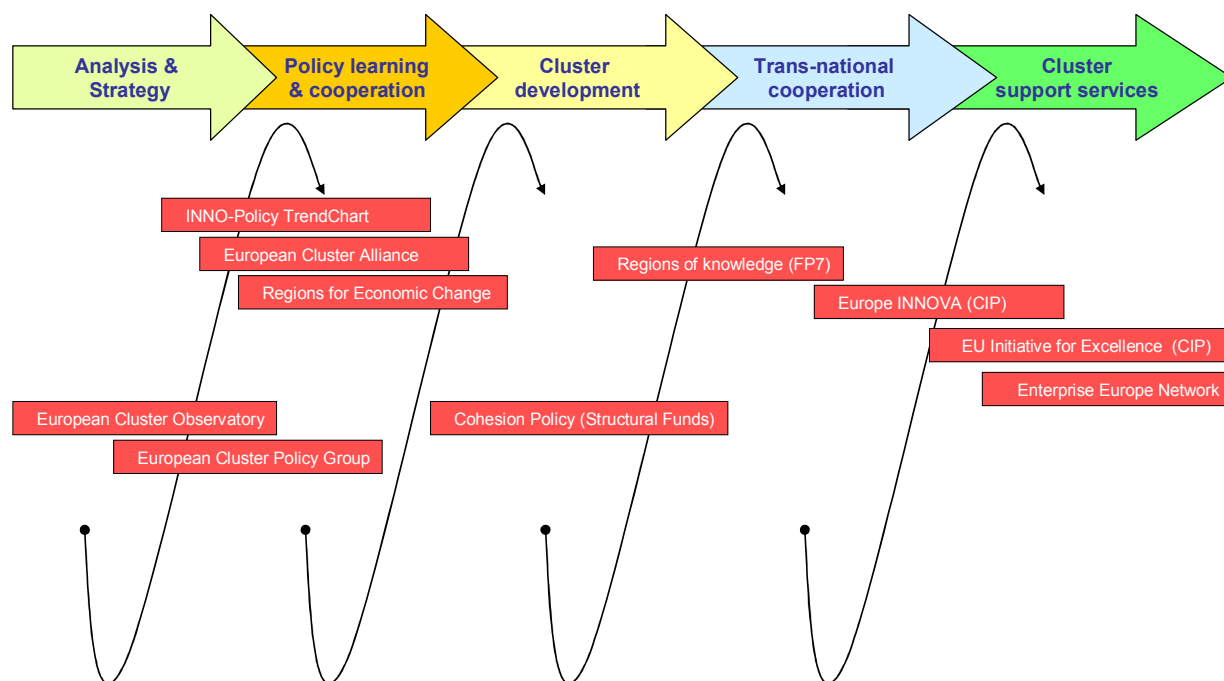 Analysis &
Strategy
Policy learning
& cooperation
Cluster
development
Trans-national
cooperation
Cluster
support services
INNO-Policy TrendChart
European Cluster Alliance
Regions for Economic Change
Regions of knowledge (FP7)
Europe INNOVA (CIP)
EU Initiative for Excellence (CIP)
Enterprise Europe Network
European Cluster Observatory
European Cluster Policy Group
Cohesion Policy (Structural Funds)